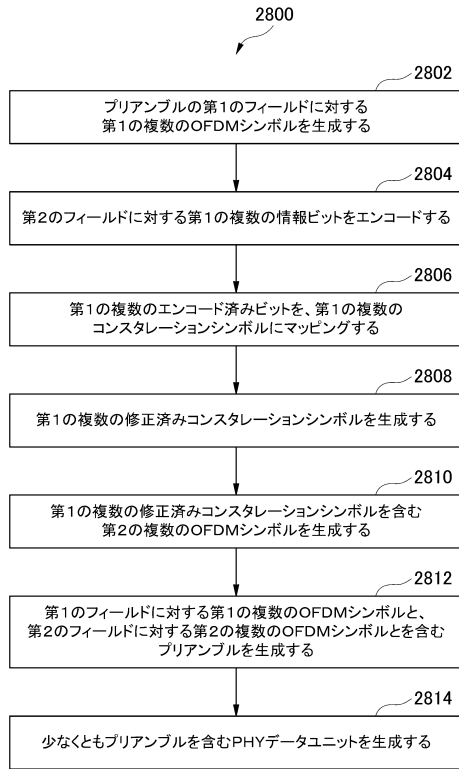 2800
2802
プリアンブルの第1のフィールドに対する
第1の複数のOFDMシンボルを生成する
2804
第2のフィールドに対する第1の複数の情報ビットをエンコードする
2806
第1の複数のエンコード済みビットを、第1の複数の
コンスタレーションシンボルにマッピングする
2808
第1の複数の修正済みコンスタレーションシンボルを生成する
2810
第1の複数の修正済みコンスタレーションシンボルを含む
第2の複数のOFDMシンボルを生成する
2812
第1のフィールドに対する第1の複数のOFDMシンボルと、
第2のフィールドに対する第2の複数のOFDMシンボルとを含む
プリアンブルを生成する
2814
少なくともプリアンブルを含むPHYデータユニットを生成する